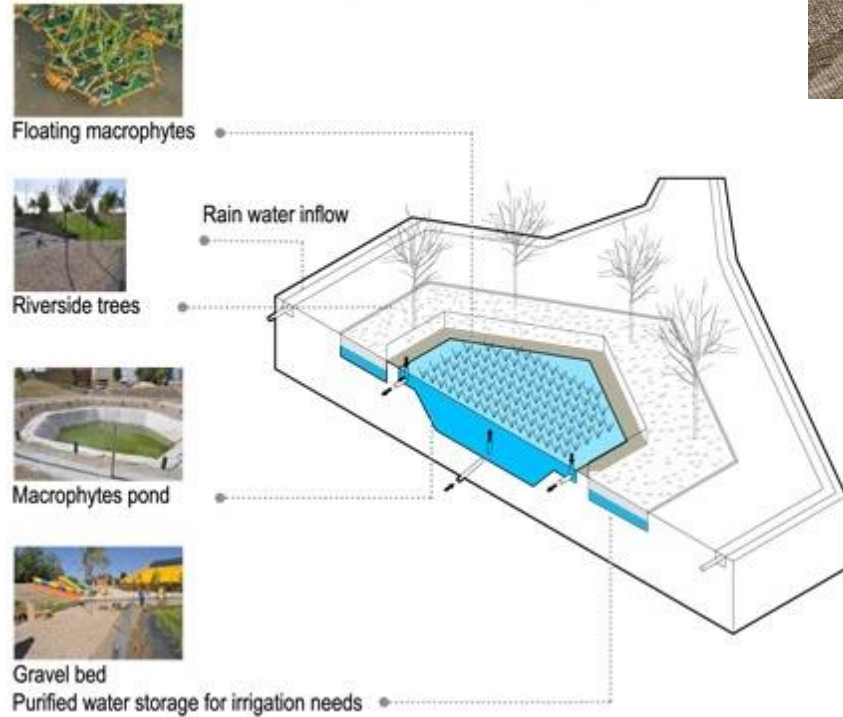 Floating macrophytes
Rain water inflow
Riverside trees
Macrophytes pond
Gravel bed
Purified water storage for irrigation needs